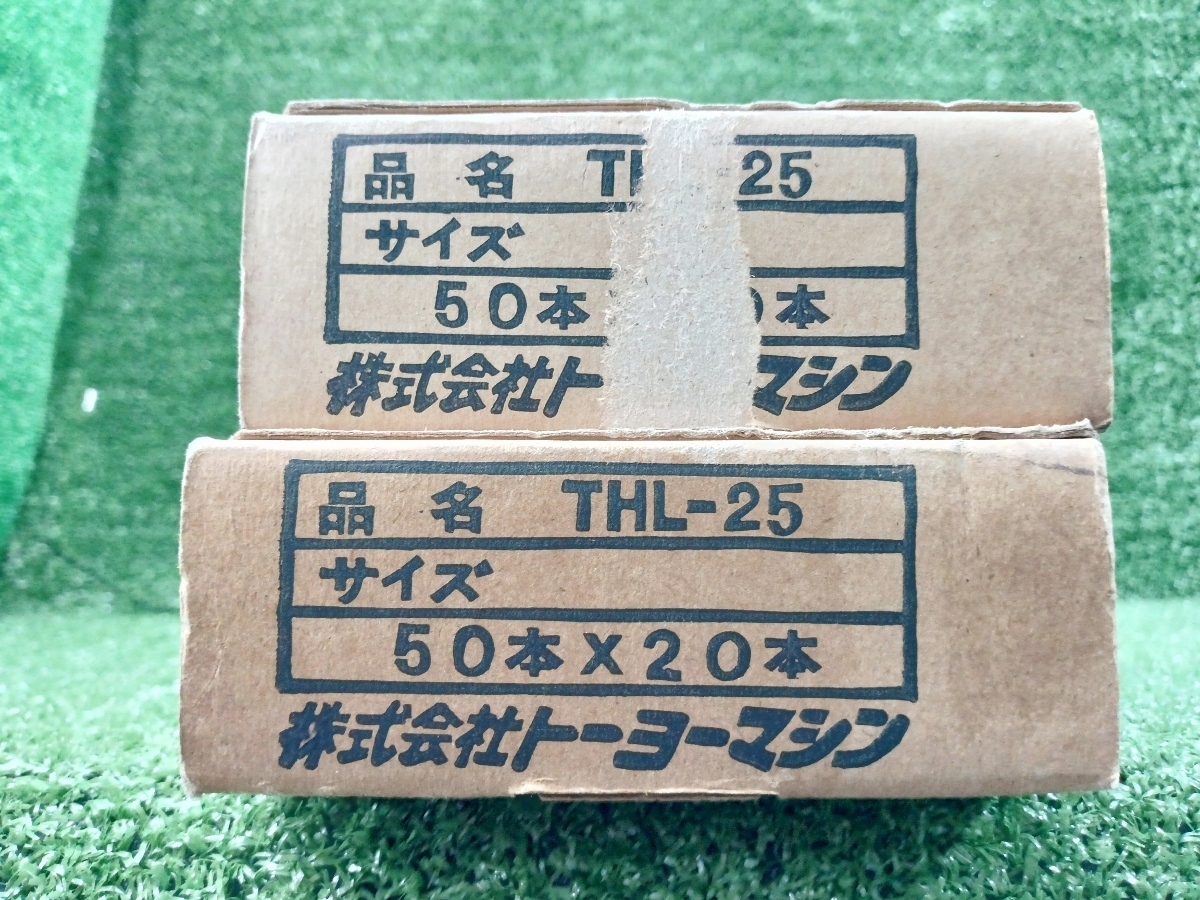 品 名 TH 25
サイズ
50本 0本
株式会社ト マシン
品 名 THL-25
サイズ
50本×20本
株式会社トーヨーマシン